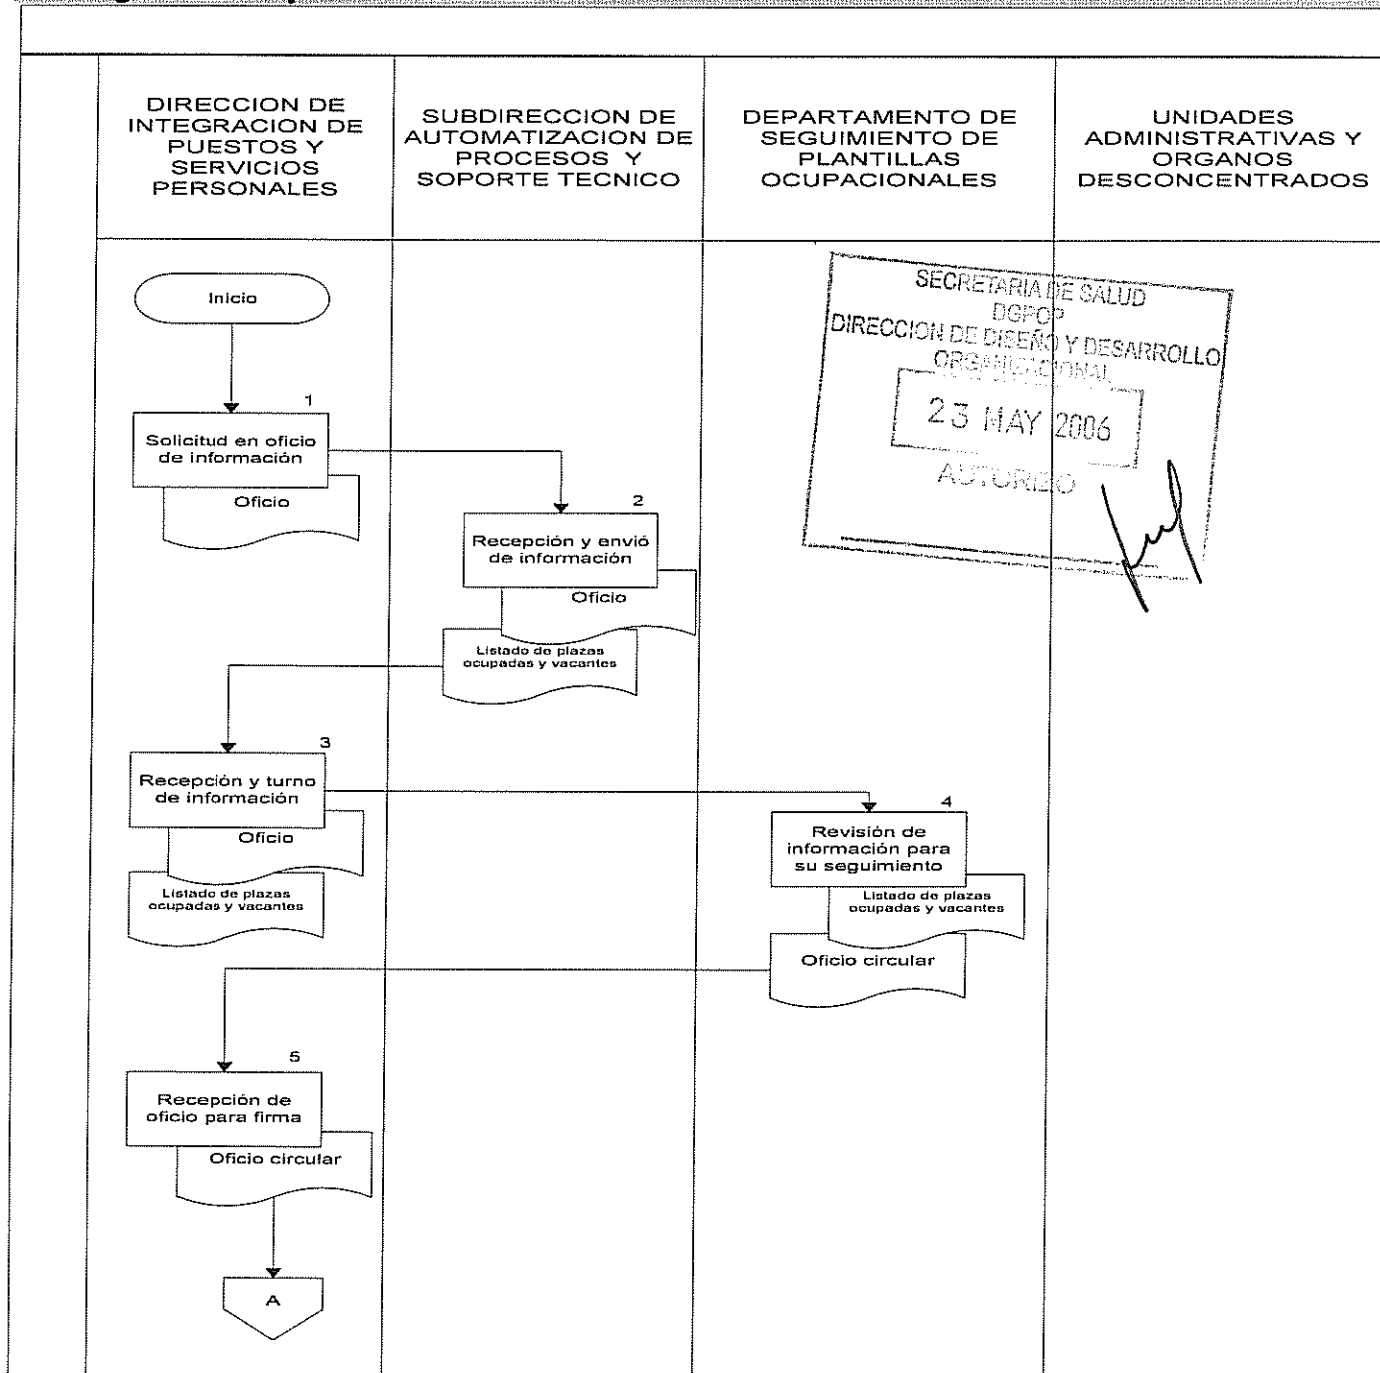 DIRECCION DE
INTEGRACION DE
PUESTOS Y
SERVICIOS
PERSONALES
SUBDIRECCION DE
AUTOMATIZACION DE
PROCESOS Y
SOPORTE TECNICO
DEPARTAMENTO DE
SEGUIMIENTO DE
PLANTILLAS
OCUPACIONALES
UNIDADES
ADMINISTRATIVAS Y
ORGANOS
DESCONCENTRADOS
SECRETARIA DE SALUD
DGPOP
DIRECCION DE DISEÑO Y DESARROLLO
ORGANIZACIONAL
23 MAY 2006
AUTORIZO
Inicio
1
Solicitud en oficio
de información
Oficio
2
Recepción y envió
de información
Oficio
Listado de plazas
ocupadas y vacantes
3
Recepción y turno
de información
Oficio
Listado de plazas
ocupadas y vacantes
4
Revisión de
información para
su seguimiento
Listado de plazas
ocupadas y vacantes
Oficio circular
5
Recepción de
oficio para firma
Oficio circular
A